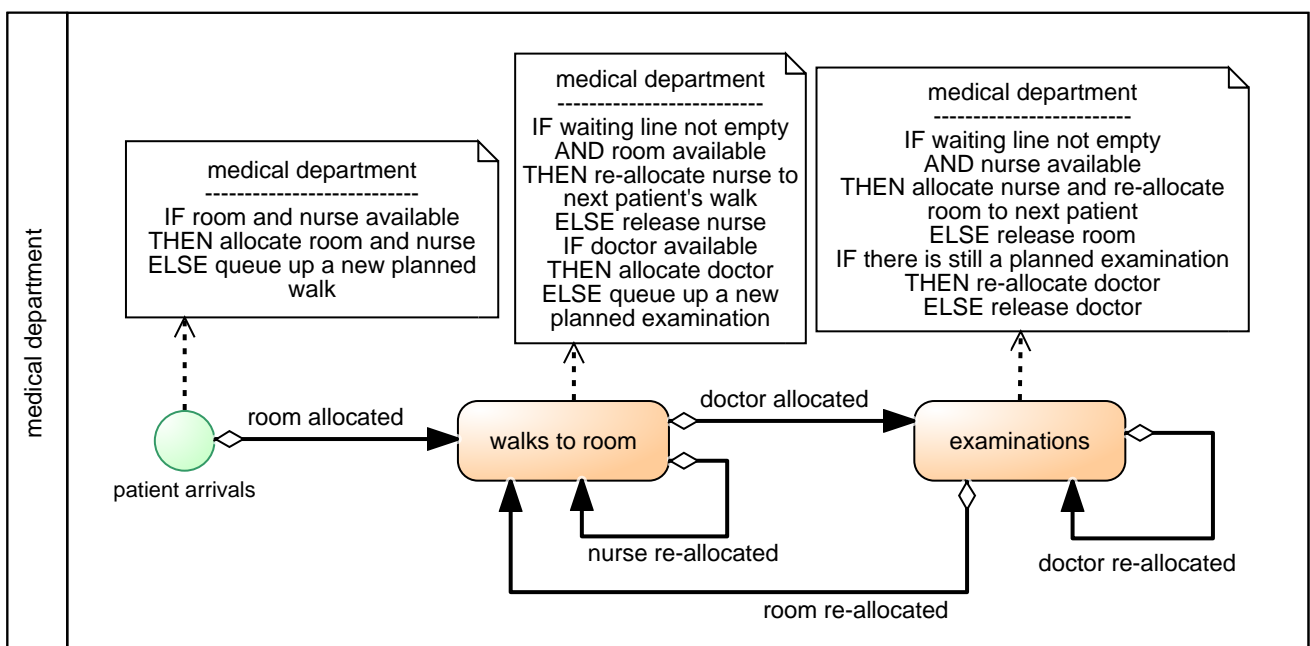 medical department
medical department
---------------------------
IF room and nurse available
THEN allocate room and nurse
ELSE queue up a new planned
walk
medical department
--------------------------
IF waiting line not empty
AND room available
THEN re-allocate nurse to
next patient's walk
ELSE release nurse
IF doctor available
THEN allocate doctor
ELSE queue up a new
planned examination
medical department
-------------------------
IF waiting line not empty
AND nurse available
THEN allocate nurse and re-allocate
room to next patient
ELSE release room
IF there is still a planned examination
THEN re-allocate doctor
ELSE release doctor
patient arrivals
room allocated
walks to room
doctor allocated
examinations
nurse re-allocated
room re-allocated
doctor re-allocated